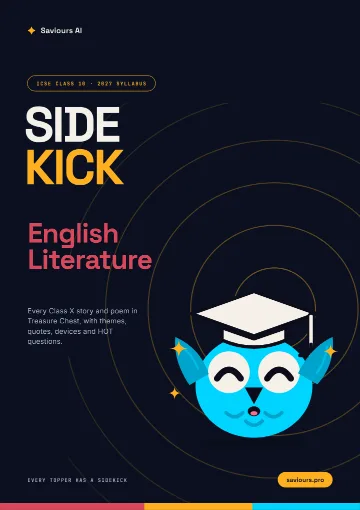 Saviours AI
ICSE CLASS 10 · 2027 SYLLABUS
SIDE
KICK
English
Literature
Every Class X story and poem in
Treasure Chest, with themes,
quotes, devices and HOT
questions.
EVERY TOPPER HAS A SIDEKICK
saviours.pro